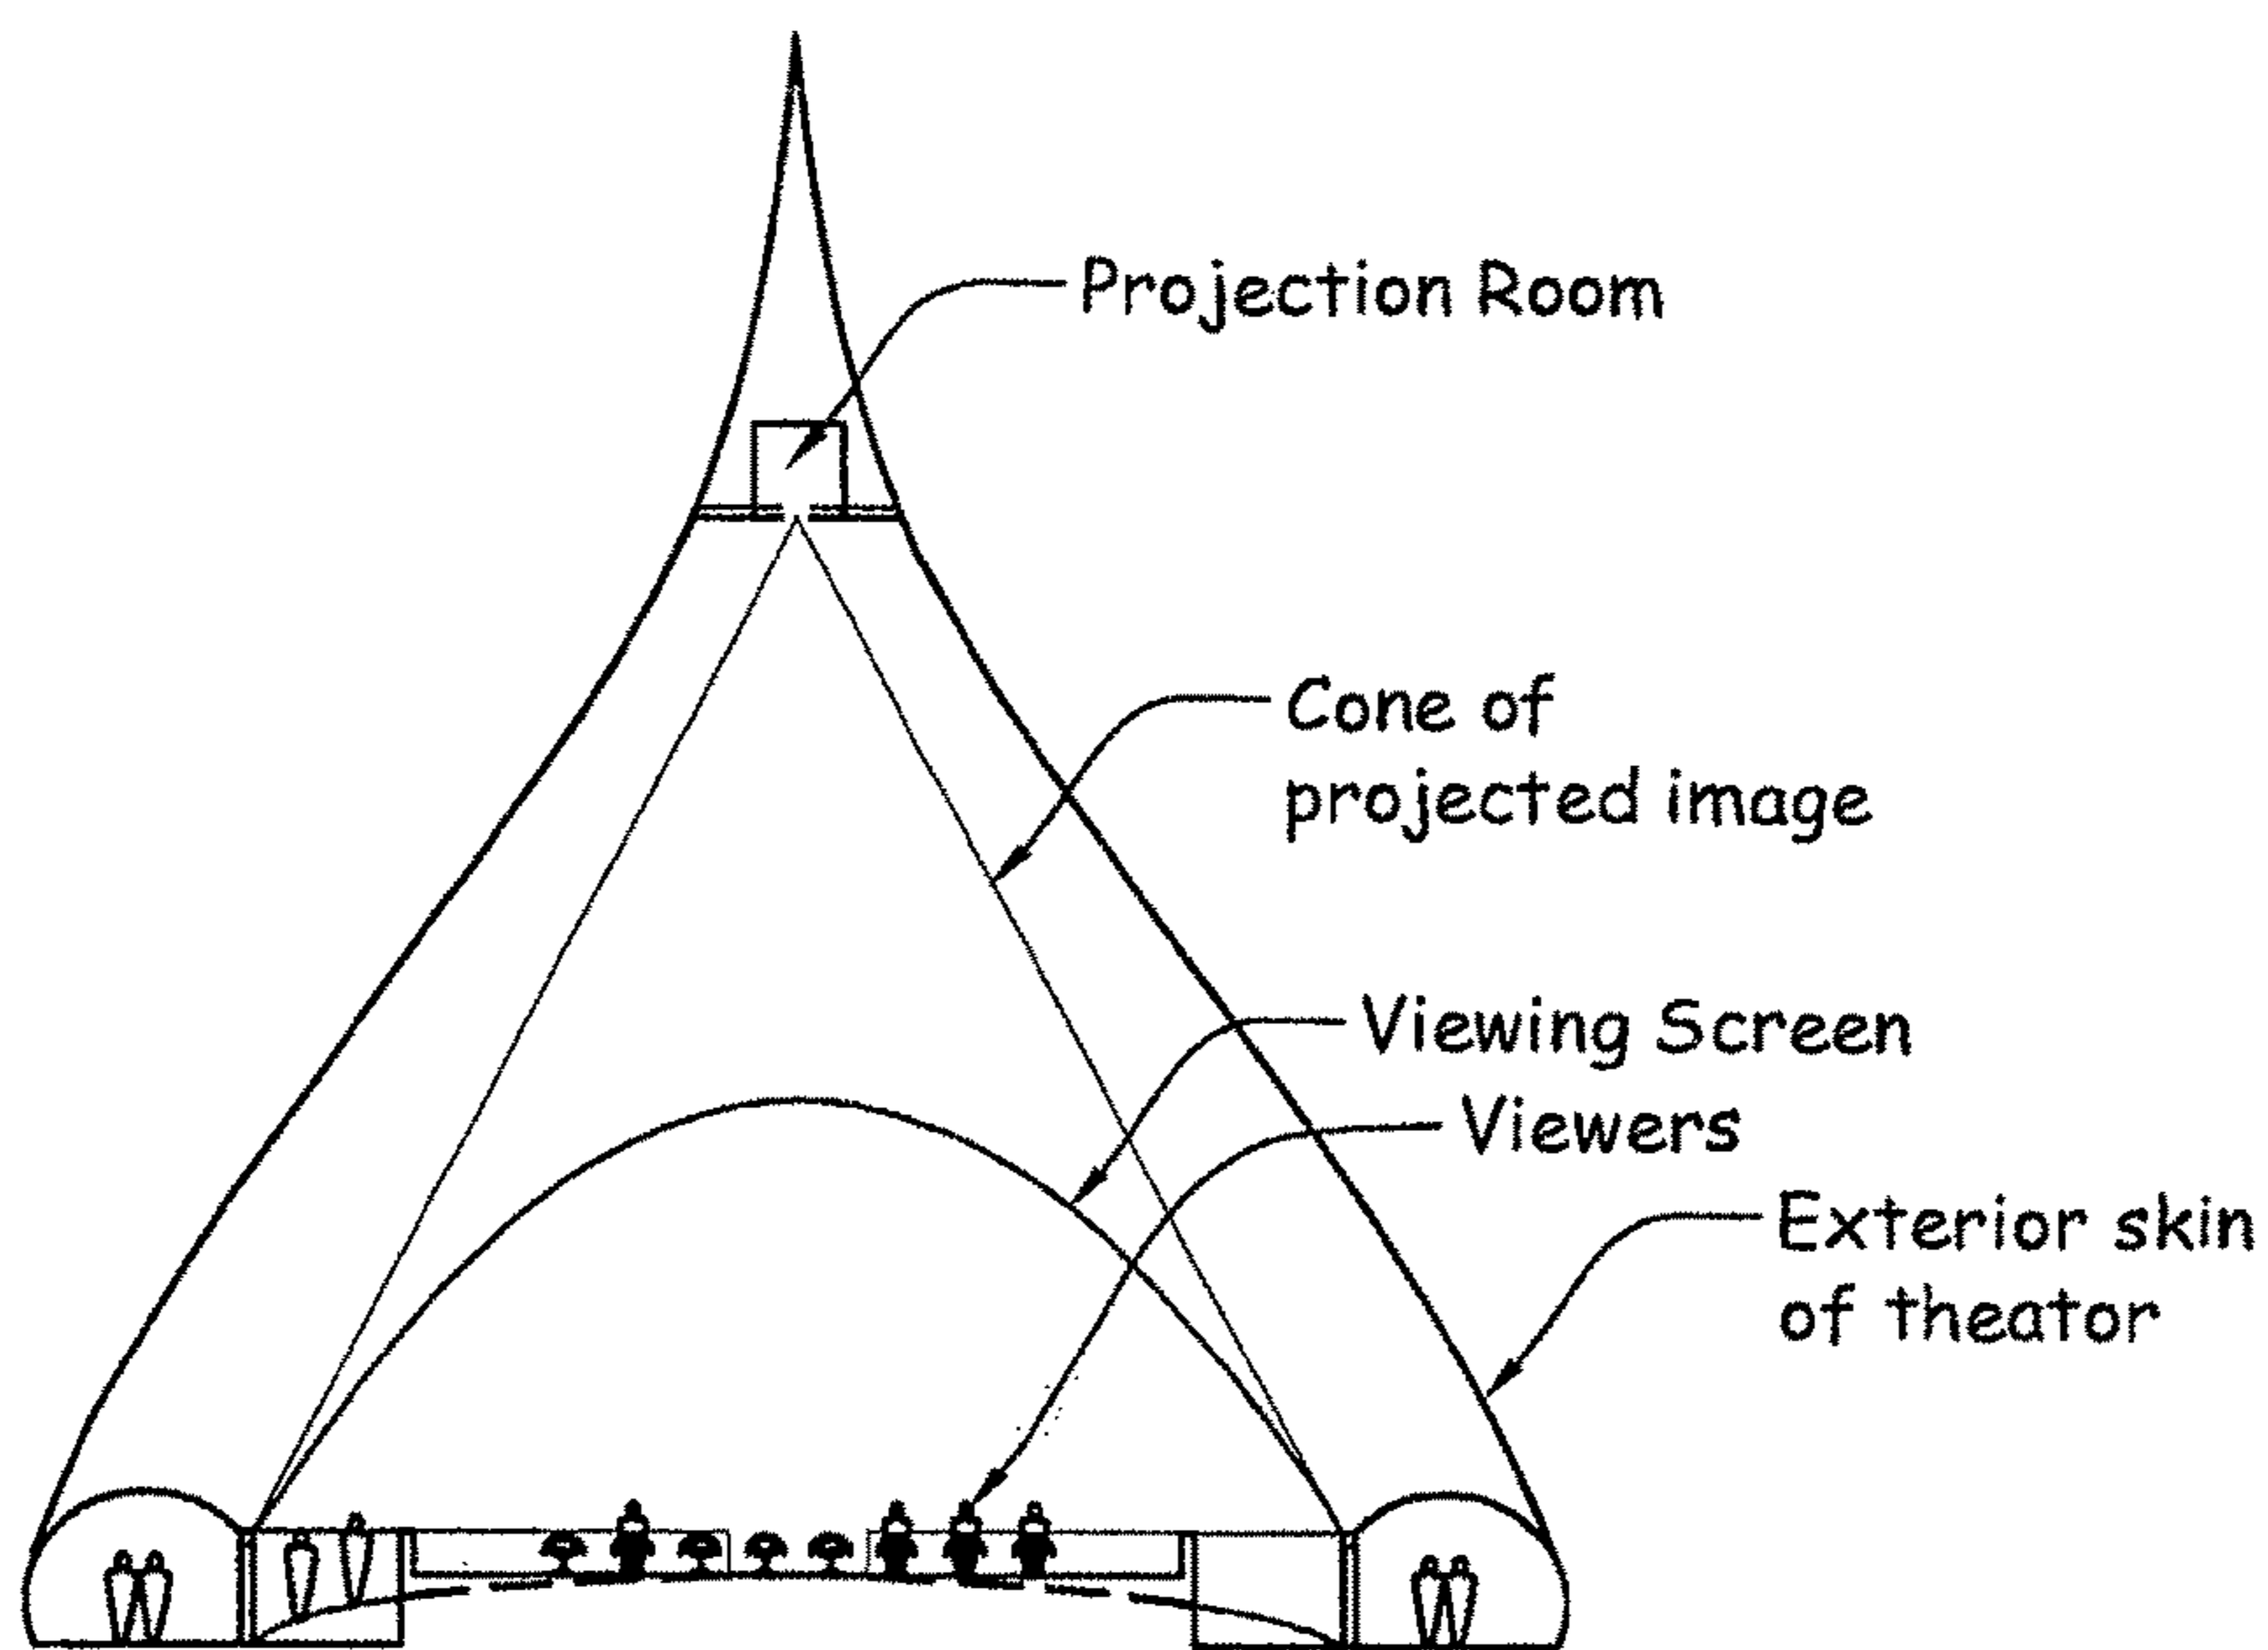 Projection Room
Cone of
projected image
Viewing Screen
Viewers
Exterior skin
of theator